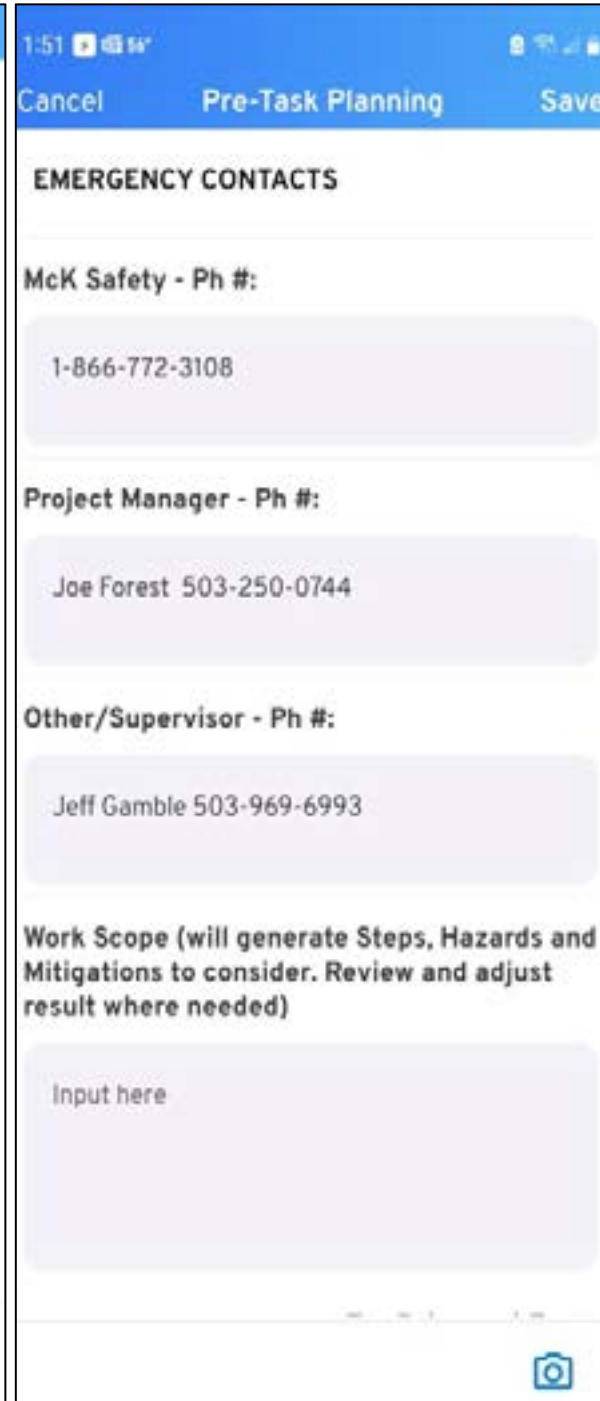 1:51
Cancel Pre-Task Planning Save
EMERGENCY CONTACTS
McK Safety - Ph #:
1-866-772-3108
Project Manager - Ph #:
Joe Forest 503-250-0744
Other/Supervisor - Ph #:
Jeff Gamble 503-969-6993
Work Scope (will generate Steps, Hazards and
Mitigations to consider. Review and adjust
result where needed)
Input here